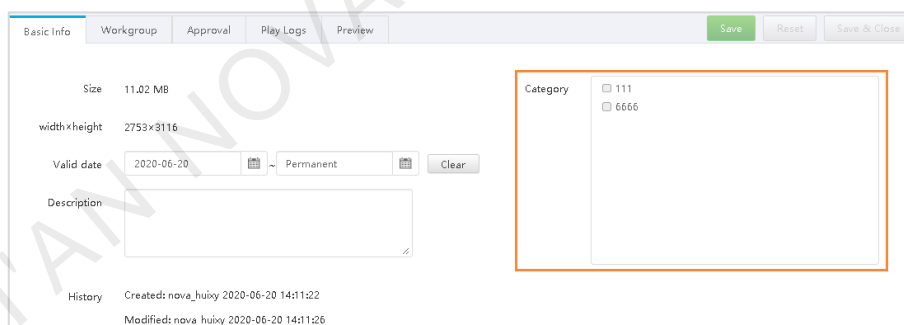 Basic Info Workgroup Approval Play Logs Preview Save Reset Save & Close
Size 11.02 MB
width×height 2753×3116
Valid date 2020-06-20 ~ Permanent Clear
Description
History Created: nova_huixy 2020-06-20 14:11:22
Modified: nova_huixy 2020-06-20 14:11:26
Category
111
6666
AN NOVA